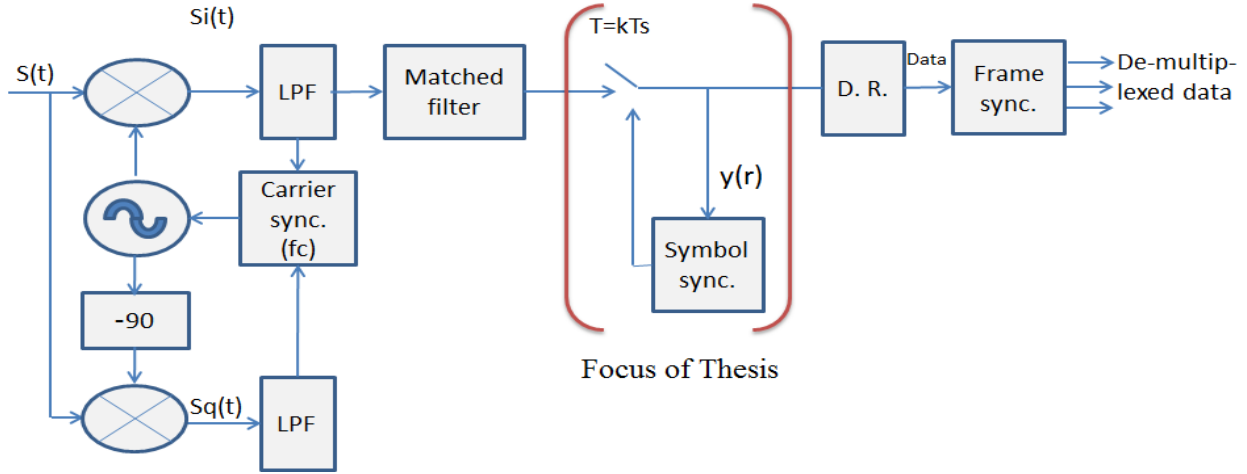 Si(t)
T=kTs
S(t)
LPF
Matched
filter
D. R.
Data
Frame
sync.
De-multip-
lexed data
Carrier
sync.
(fc)
y(r)
Symbol
sync.
-90
Focus of Thesis
Sq(t)
LPF